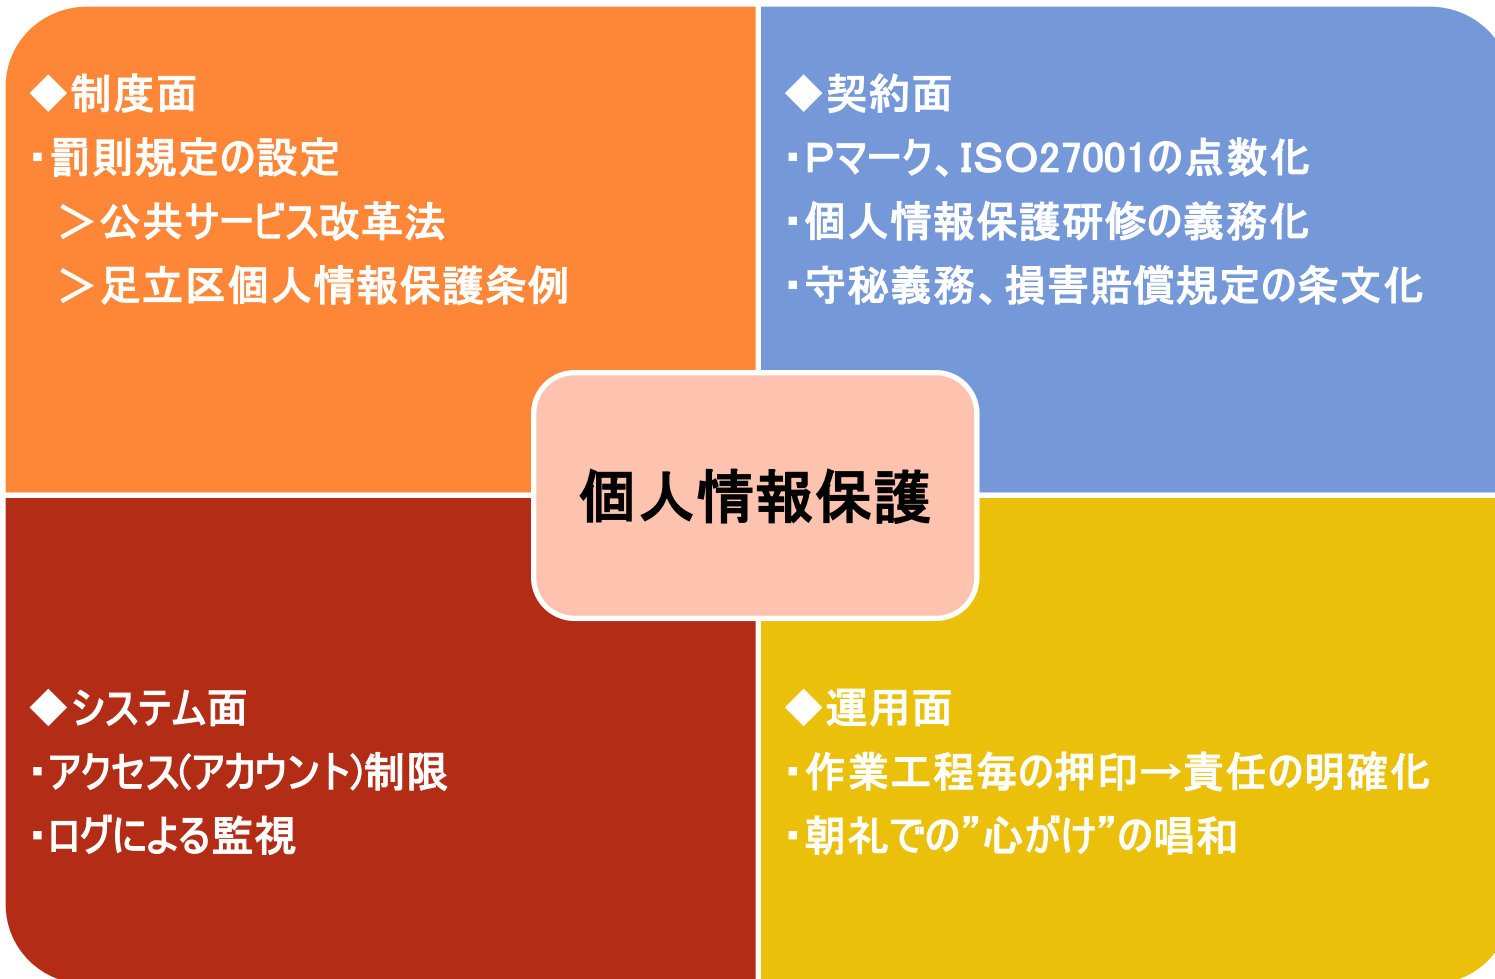 ◆制度面
・罰則規定の設定
＞公共サービス改革法
＞足立区個人情報保護条例
◆契約面
・Pマーク、ISO27001の点数化
・個人情報保護研修の義務化
・守秘義務、損害賠償規定の条文化
個人情報保護
◆システム面
・アクセス(アカウント)制限
・ログによる監視
◆運用面
・作業工程毎の押印→責任の明確化
・朝礼での”心がけ”の唱和